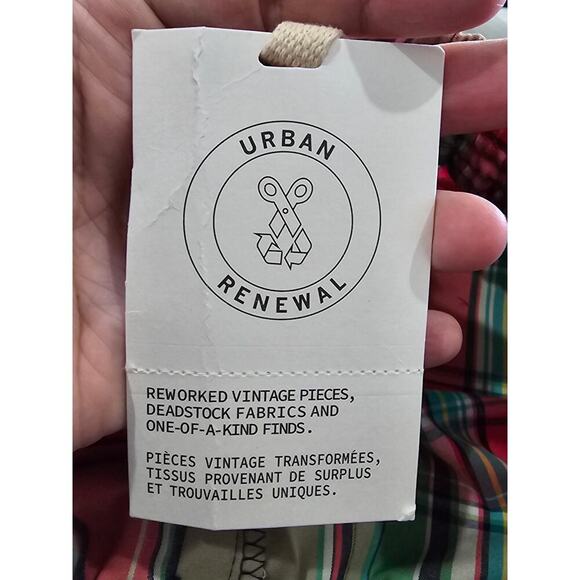 URBAN
RENEWAL
REWORKED VINTAGE PIECES,
DEADSTOCK FABRICS AND
ONE-OF-A-KIND FINDS.
PIÈCES VINTAGE TRANSFORMÉES,
TISSUS PROVENANT DE SURPLUS
ET TROUVAILLES UNIQUES.